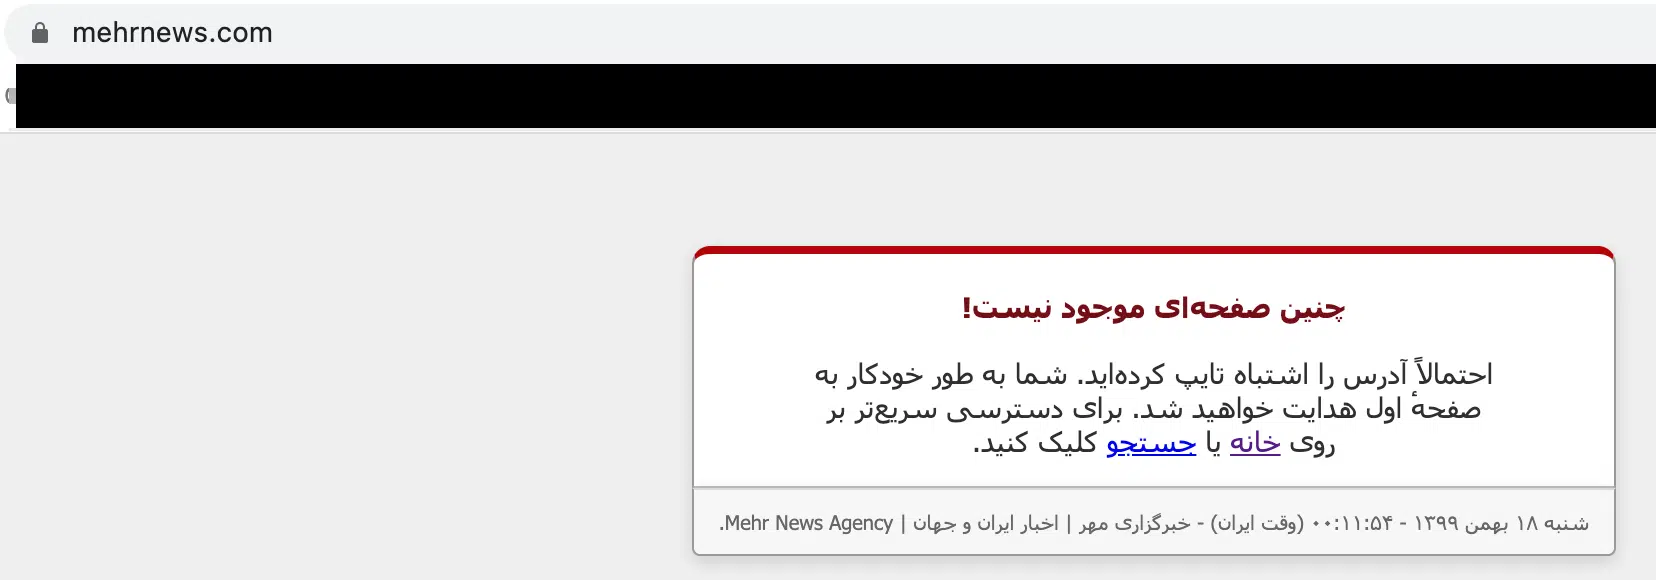 mehrnews.com
چنین صفحه‌ای موجود نیست!
احتمالاً آدرس را اشتباه تایپ کرده‌اید. شما به طور خودکار به
صفحهٔ اول هدایت خواهید شد. برای دسترسی سریع‌تر بر
روی خانه یا جستجو کلیک کنید.
شنبه ۱۸ بهمن ۱۳۹۹ - ۰۰:۱۱:۵۴ (وقت ایران) - خبرگزاری مهر | اخبار ایران و جهان | Mehr News Agency.